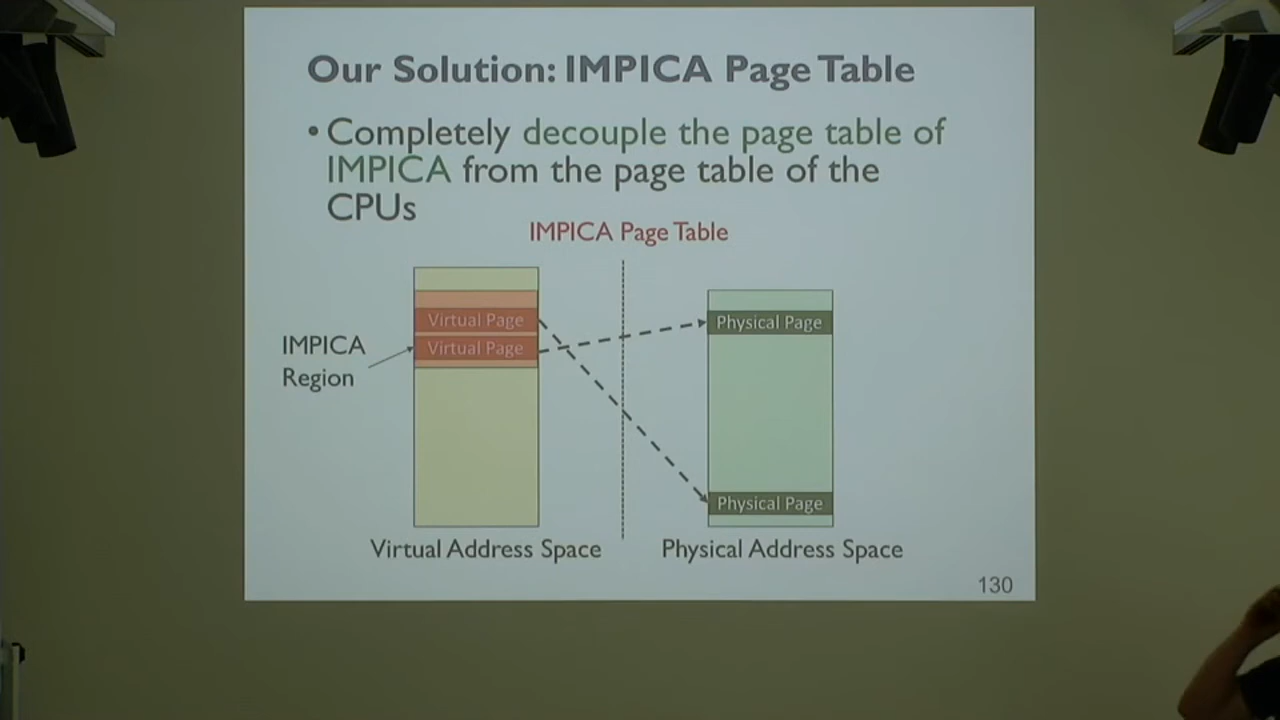 Our Solution: IMPICA Page Table
• Completely decouple the page table of
IMPICA from the page table of the
CPUs
IMPICA Page Table
Virtual Page
Virtual Page
IMPICA
Region
Physical Page
Physical Page
Virtual Address Space
Physical Address Space
130